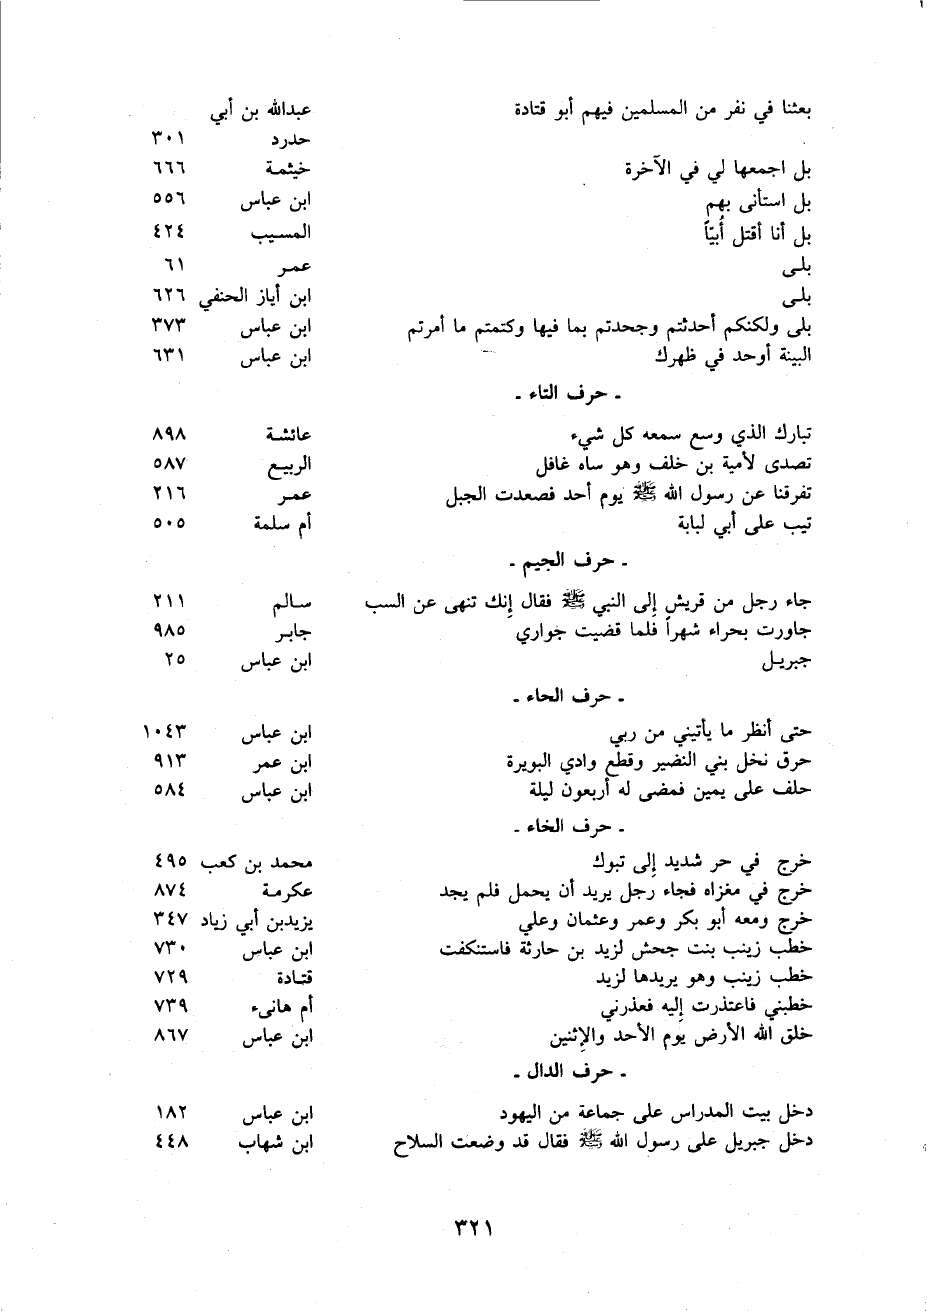 بعثنا في نفر من المسلمين فيهم أبو قتادة عبدالله بن أبي
حدرد ٣٠١
بل اجمعها لي في الآخرة خيثمة ٦٦٦
بل استأنى بهم ابن عباس ٥٥٦
بل أنا أقتل أُبيّاً المسيب ٤٢٤
بلى عمر ٦١
بلى ابن أياز الحنفي ٦٢٦
بلى ولكنكم أحدثتم وجحدتم بما فيها وكتمتم ما أمرتم ابن عباس ٣٧٣
البينة أوحد في ظهرك ابن عباس ٦٣١
- حرف التاء -
تبارك الذي وسع سمعه كل شيء عائشة ٨٩٨
تصدى لأمية بن خلف وهو ساه غافل الربيع ٥٨٧
تفرقنا عن رسول الله ﷺ يوم أحد فصعدت الجبل عمر ٢١٦
تيب على أبي لبابة أم سلمة ٥٠٥
- حرف الجيم -
جاء رجل من قريش إلى النبي ﷺ فقال إنك تنهى عن السب سالم ٢١١
جاورت بحراء شهراً فلما قضيت جواري جابر ٩٨٥
جبريل ابن عباس ٢٥
- حرف الحاء -
حتى أنظر ما يأتيني من ربي ابن عباس ١٠٤٣
حرق نخل بني النضير وقطع وادي البويرة ابن عمر ٩١٣
حلف على يمين فمضى له أربعون ليلة ابن عباس ٥٨٤
- حرف الخاء -
خرج في حر شديد إلى تبوك محمد بن كعب ٤٩٥
خرج في مغزاه فجاء رجل يريد أن يحمل فلم يجد عكرمة ٨٧٤
خرج ومعه أبو بكر وعمر وعثمان وعلي يزيدبن أبي زياد ٣٤٧
خطب زينب بنت جحش لزيد بن حارثة فاستنكفت ابن عباس ٧٣٠
خطب زينب وهو يريدها لزيد قتادة ٧٢٩
خطبني فاعتذرت إليه فعذرني أم هانىء ٧٣٩
خلق الله الأرض يوم الأحد والإثنين ابن عباس ٨٦٧
- حرف الدال -
دخل بيت المدراس على جماعة من اليهود ابن عباس ١٨٢
دخل جبريل على رسول الله ﷺ فقال قد وضعت السلاح ابن شهاب ٤٤٨
٣٢١